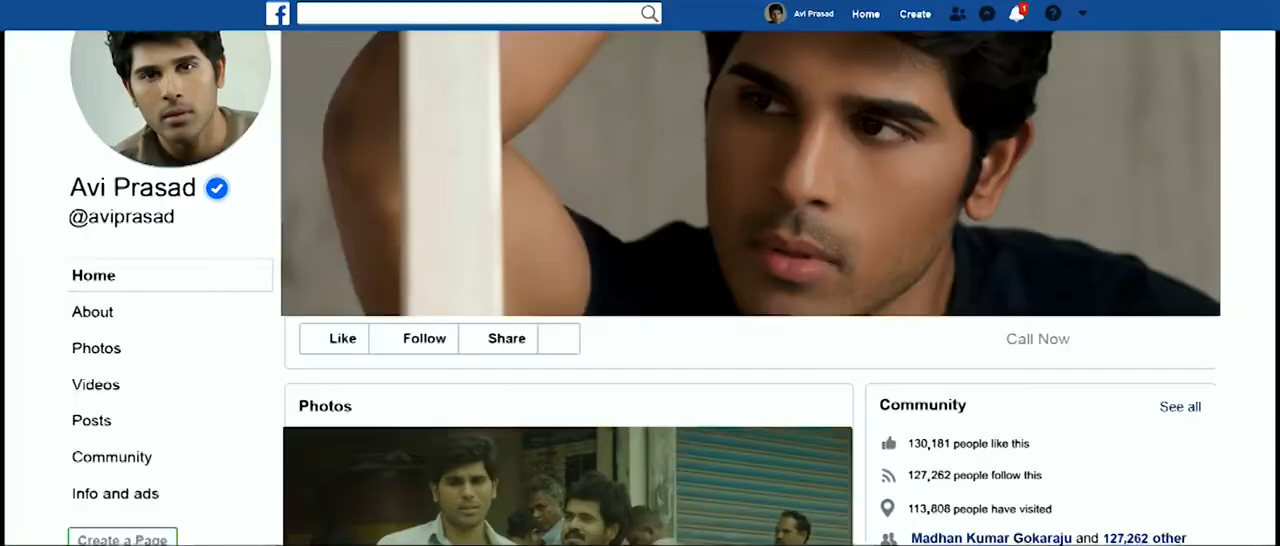 f
Avi Prasad
Home
Create
1
Avi Prasad
@aviprasad
Home
About
Photos
Videos
Posts
Community
Info and ads
Create a Page
Like
Follow
Share
Call Now
Photos
Community
See all
130,181 people like this
127,262 people follow this
113,808 people have visited
Madhan Kumar Gokaraju and 127,262 other